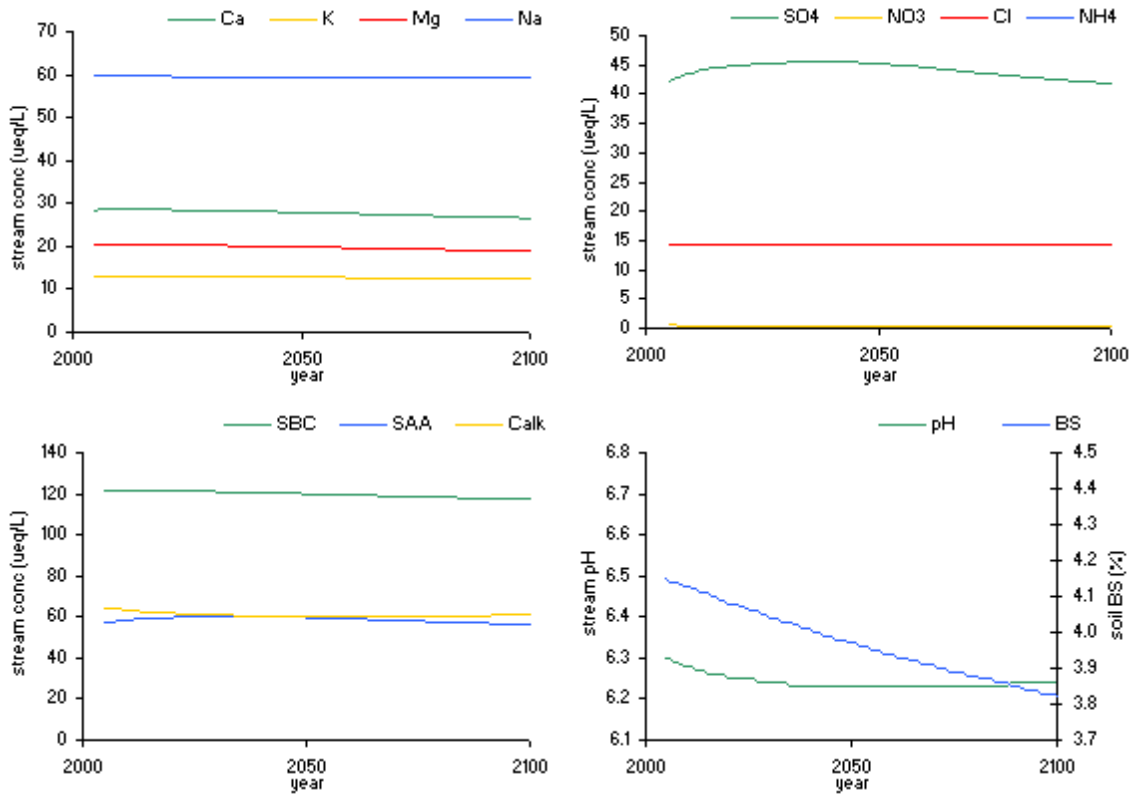 Ca K Mg Na
70
60
50
40
30
20
10
0
stream conc (ueq/L)
2000 2050 2100
year
SO4 NO3 Cl NH4
50
45
40
35
30
25
20
15
10
5
0
stream conc (ueq/L)
2000 2050 2100
year
SBC SAA Calk
140
120
100
80
60
40
20
0
stream conc (ueq/L)
2000 2050 2100
year
pH BS
6.8
6.7
6.6
6.5
6.4
6.3
6.2
6.1
stream pH
4.5
4.4
4.3
4.2
4.1
4.0
3.9
3.8
3.7
soil BS (%)
2000 2050 2100
year